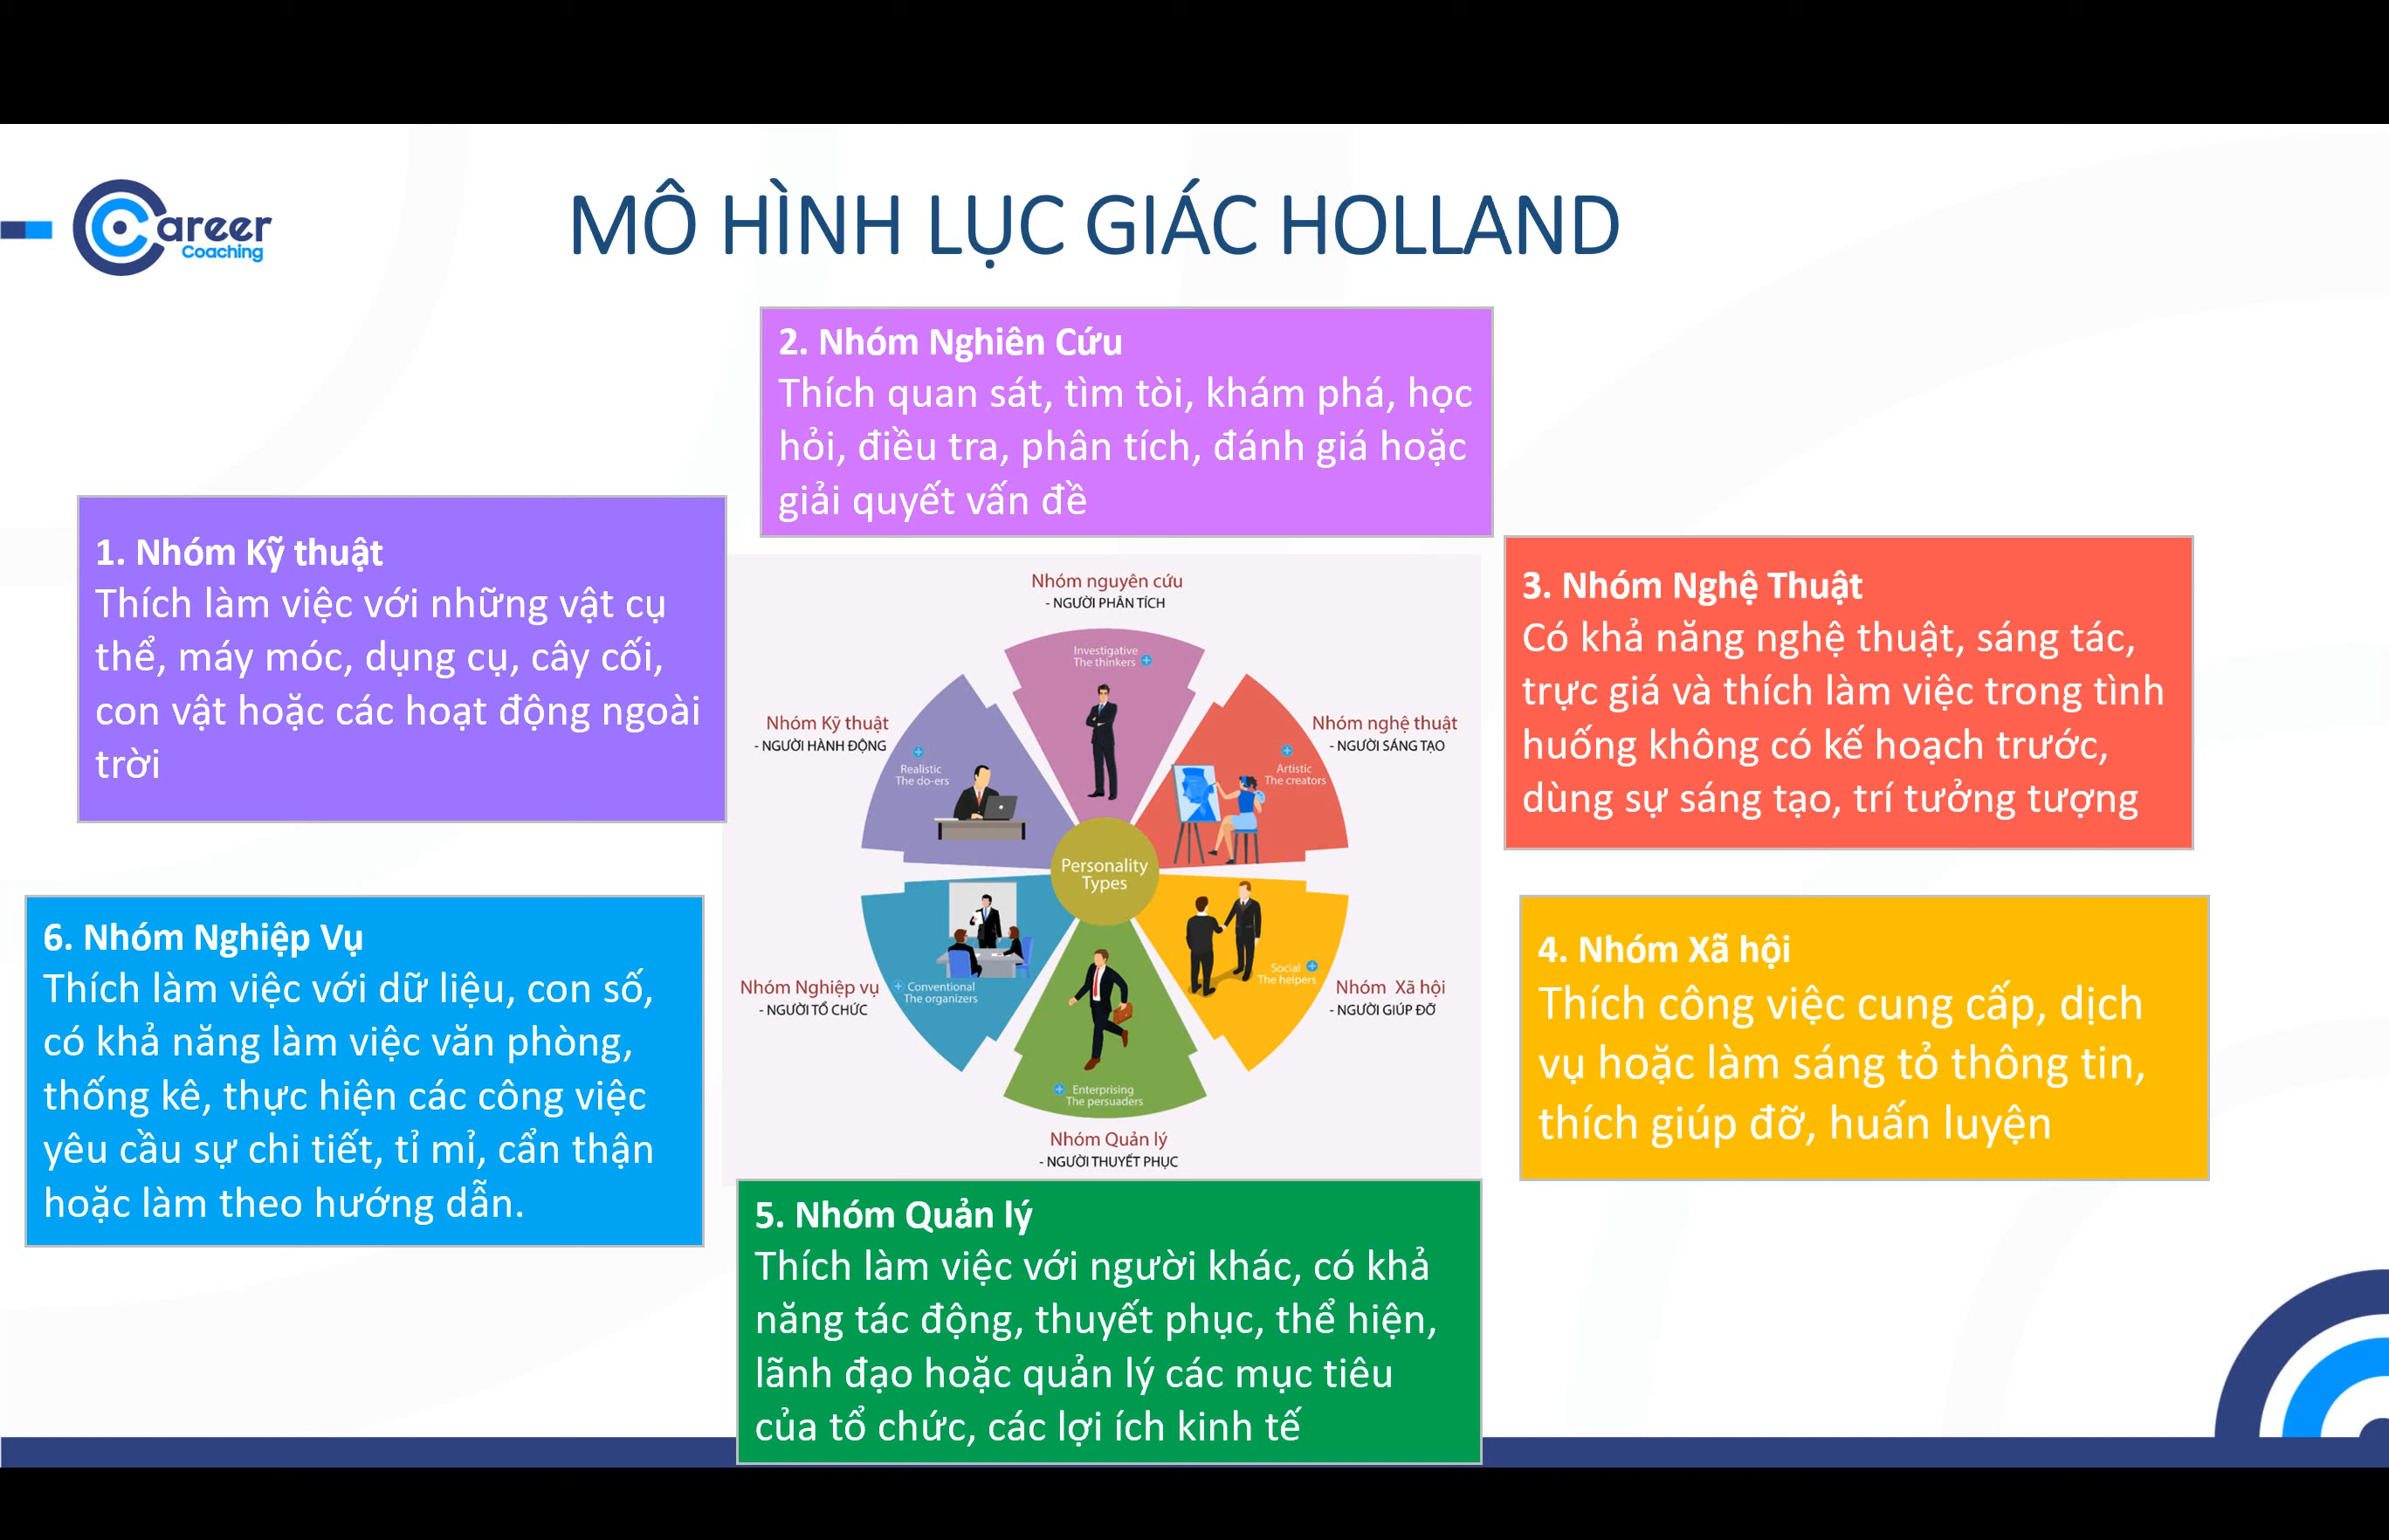 Career
Coaching
MÔ HÌNH LỤC GIÁC HOLLAND
2. Nhóm Nghiên Cứu
Thích quan sát, tìm tòi, khám phá, học
hỏi, điều tra, phân tích, đánh giá hoặc
giải quyết vấn đề
1. Nhóm Kỹ thuật
Thích làm việc với những vật cụ
thể, máy móc, dụng cụ, cây cối,
con vật hoặc các hoạt động ngoài
trời
3. Nhóm Nghệ Thuật
Có khả năng nghệ thuật, sáng tác,
trực giá và thích làm việc trong tình
huống không có kế hoạch trước,
dùng sự sáng tạo, trí tưởng tượng
Nhóm nguyên cứu
- NGƯỜI PHÂN TÍCH
Investigative
The thinkers
Nhóm Kỹ thuật
- NGƯỜI HÀNH ĐỘNG
Realistic
The do-ers
Nhóm nghệ thuật
- NGƯỜI SÁNG TẠO
Artistic
The creators
Personality
Types
Nhóm Nghiệp vụ
- NGƯỜI TỔ CHỨC
Conventional
The organizers
Social
The helpers
Nhóm Xã hội
- NGƯỜI GIÚP ĐỠ
Enterprising
The persuaders
Nhóm Quản lý
- NGƯỜI THUYẾT PHỤC
6. Nhóm Nghiệp Vụ
Thích làm việc với dữ liệu, con số,
có khả năng làm việc văn phòng,
thống kê, thực hiện các công việc
yêu cầu sự chi tiết, tỉ mỉ, cẩn thận
hoặc làm theo hướng dẫn.
4. Nhóm Xã hội
Thích công việc cung cấp, dịch
vụ hoặc làm sáng tỏ thông tin,
thích giúp đỡ, huấn luyện
5. Nhóm Quản lý
Thích làm việc với người khác, có khả
năng tác động, thuyết phục, thể hiện,
lãnh đạo hoặc quản lý các mục tiêu
của tổ chức, các lợi ích kinh tế